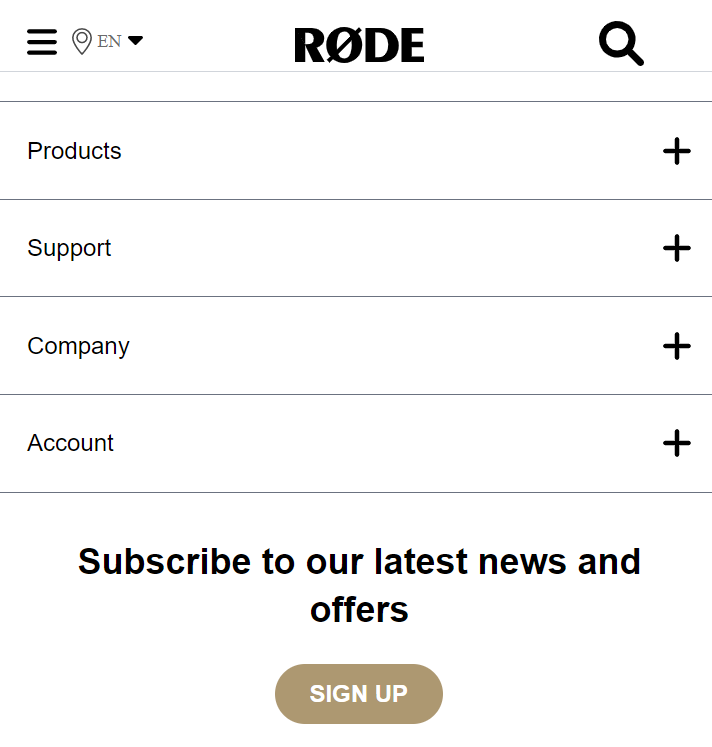 EN
RØDE
Products
Support
Company
Account
Subscribe to our latest news and
offers
SIGN UP